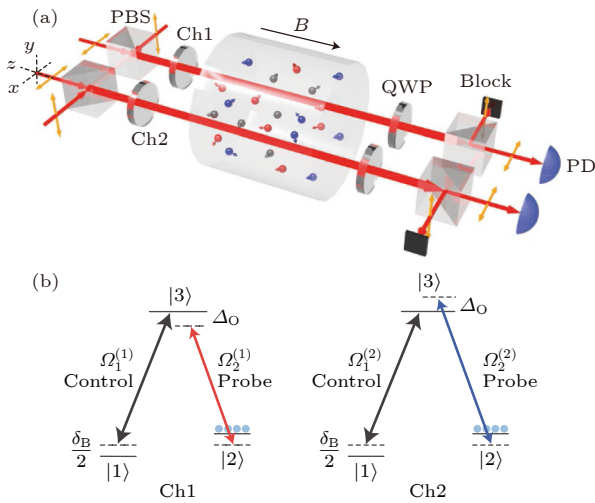 (a)
PBS
Ch1
B
y
z
x
QWP
Block
Ch2
PD
(b)
|3⟩
Δ_O
Ω_1^(1)
Control
Ω_2^(1)
Probe
δ_B/2
|1⟩
|2⟩
Ch1
|3⟩
Δ_O
Ω_1^(2)
Control
Ω_2^(2)
Probe
δ_B/2
|1⟩
|2⟩
Ch2